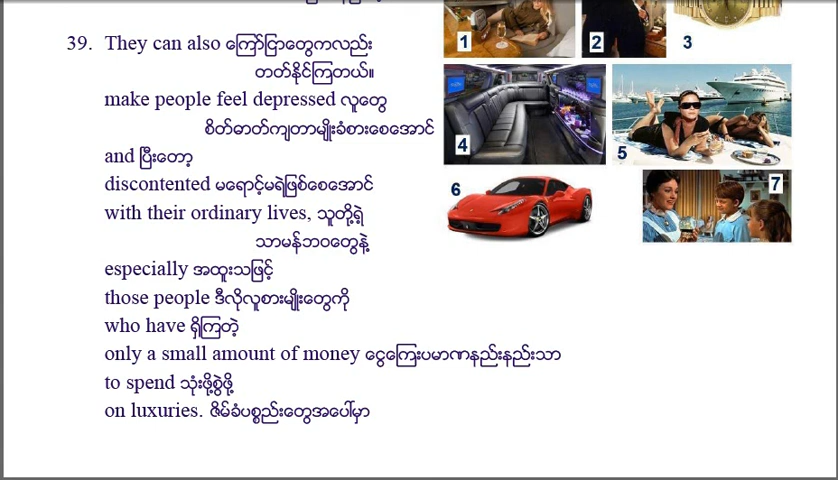 39. They can also ကြော်ငြာတွေကလည်း
တတ်နိုင်ကြတယ်။
make people feel depressed လူတွေ
စိတ်ဓာတ်ကျတာမျိုးခံစားစေအောင်
and ပြီးတော့
discontented မရောင့်မရဲဖြစ်စေအောင်
with their ordinary lives, သူတို့ရဲ့
သာမန်ဘဝတွေနဲ့
especially အထူးသဖြင့်
those people ဒီလိုလူစားမျိုးတွေကို
who have ရှိကြတဲ့
only a small amount of money ငွေကြေးပမာဏနည်းနည်းသာ
to spend သုံးဖို့စွဲဖို့
on luxuries. ဇိမ်ခံပစ္စည်းတွေအပေါ်မှာ
1
2
3
4
5
6
7